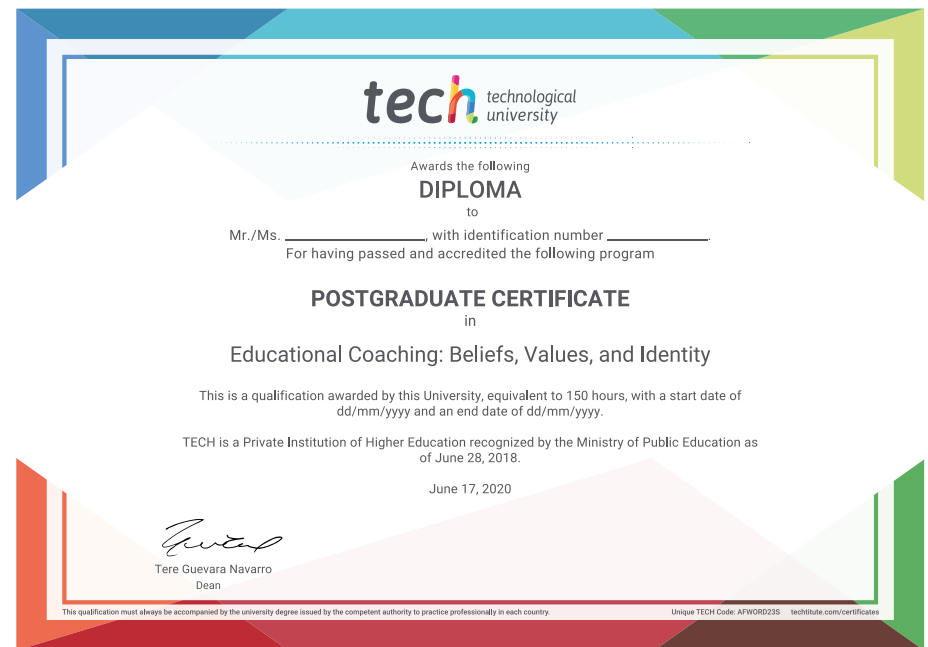 tech technological
university
Awards the following
DIPLOMA
to
Mr./Ms. ____________________, with identification number ______________.
For having passed and accredited the following program
POSTGRADUATE CERTIFICATE
in
Educational Coaching: Beliefs, Values, and Identity
This is a qualification awarded by this University, equivalent to 150 hours, with a start date of
dd/mm/yyyy and an end date of dd/mm/yyyy.
TECH is a Private Institution of Higher Education recognized by the Ministry of Public Education as
of June 28, 2018.
June 17, 2020
Tere Guevara Navarro
Dean
This qualification must always be accompanied by the university degree issued by the competent authority to practice professionally in each country.
Unique TECH Code: AFWORD23S techtitute.com/certificates